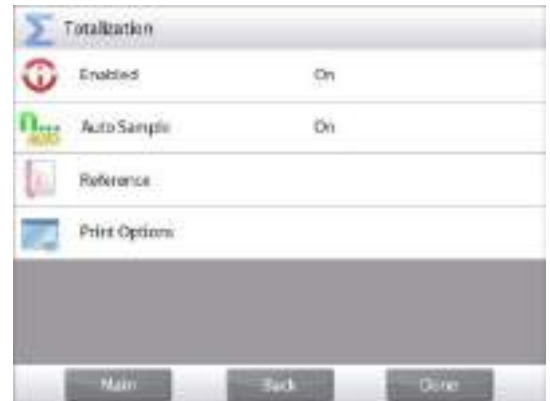 Totalization
Enabled On
Auto Sample On
Reference
Print Options
Main Back Done